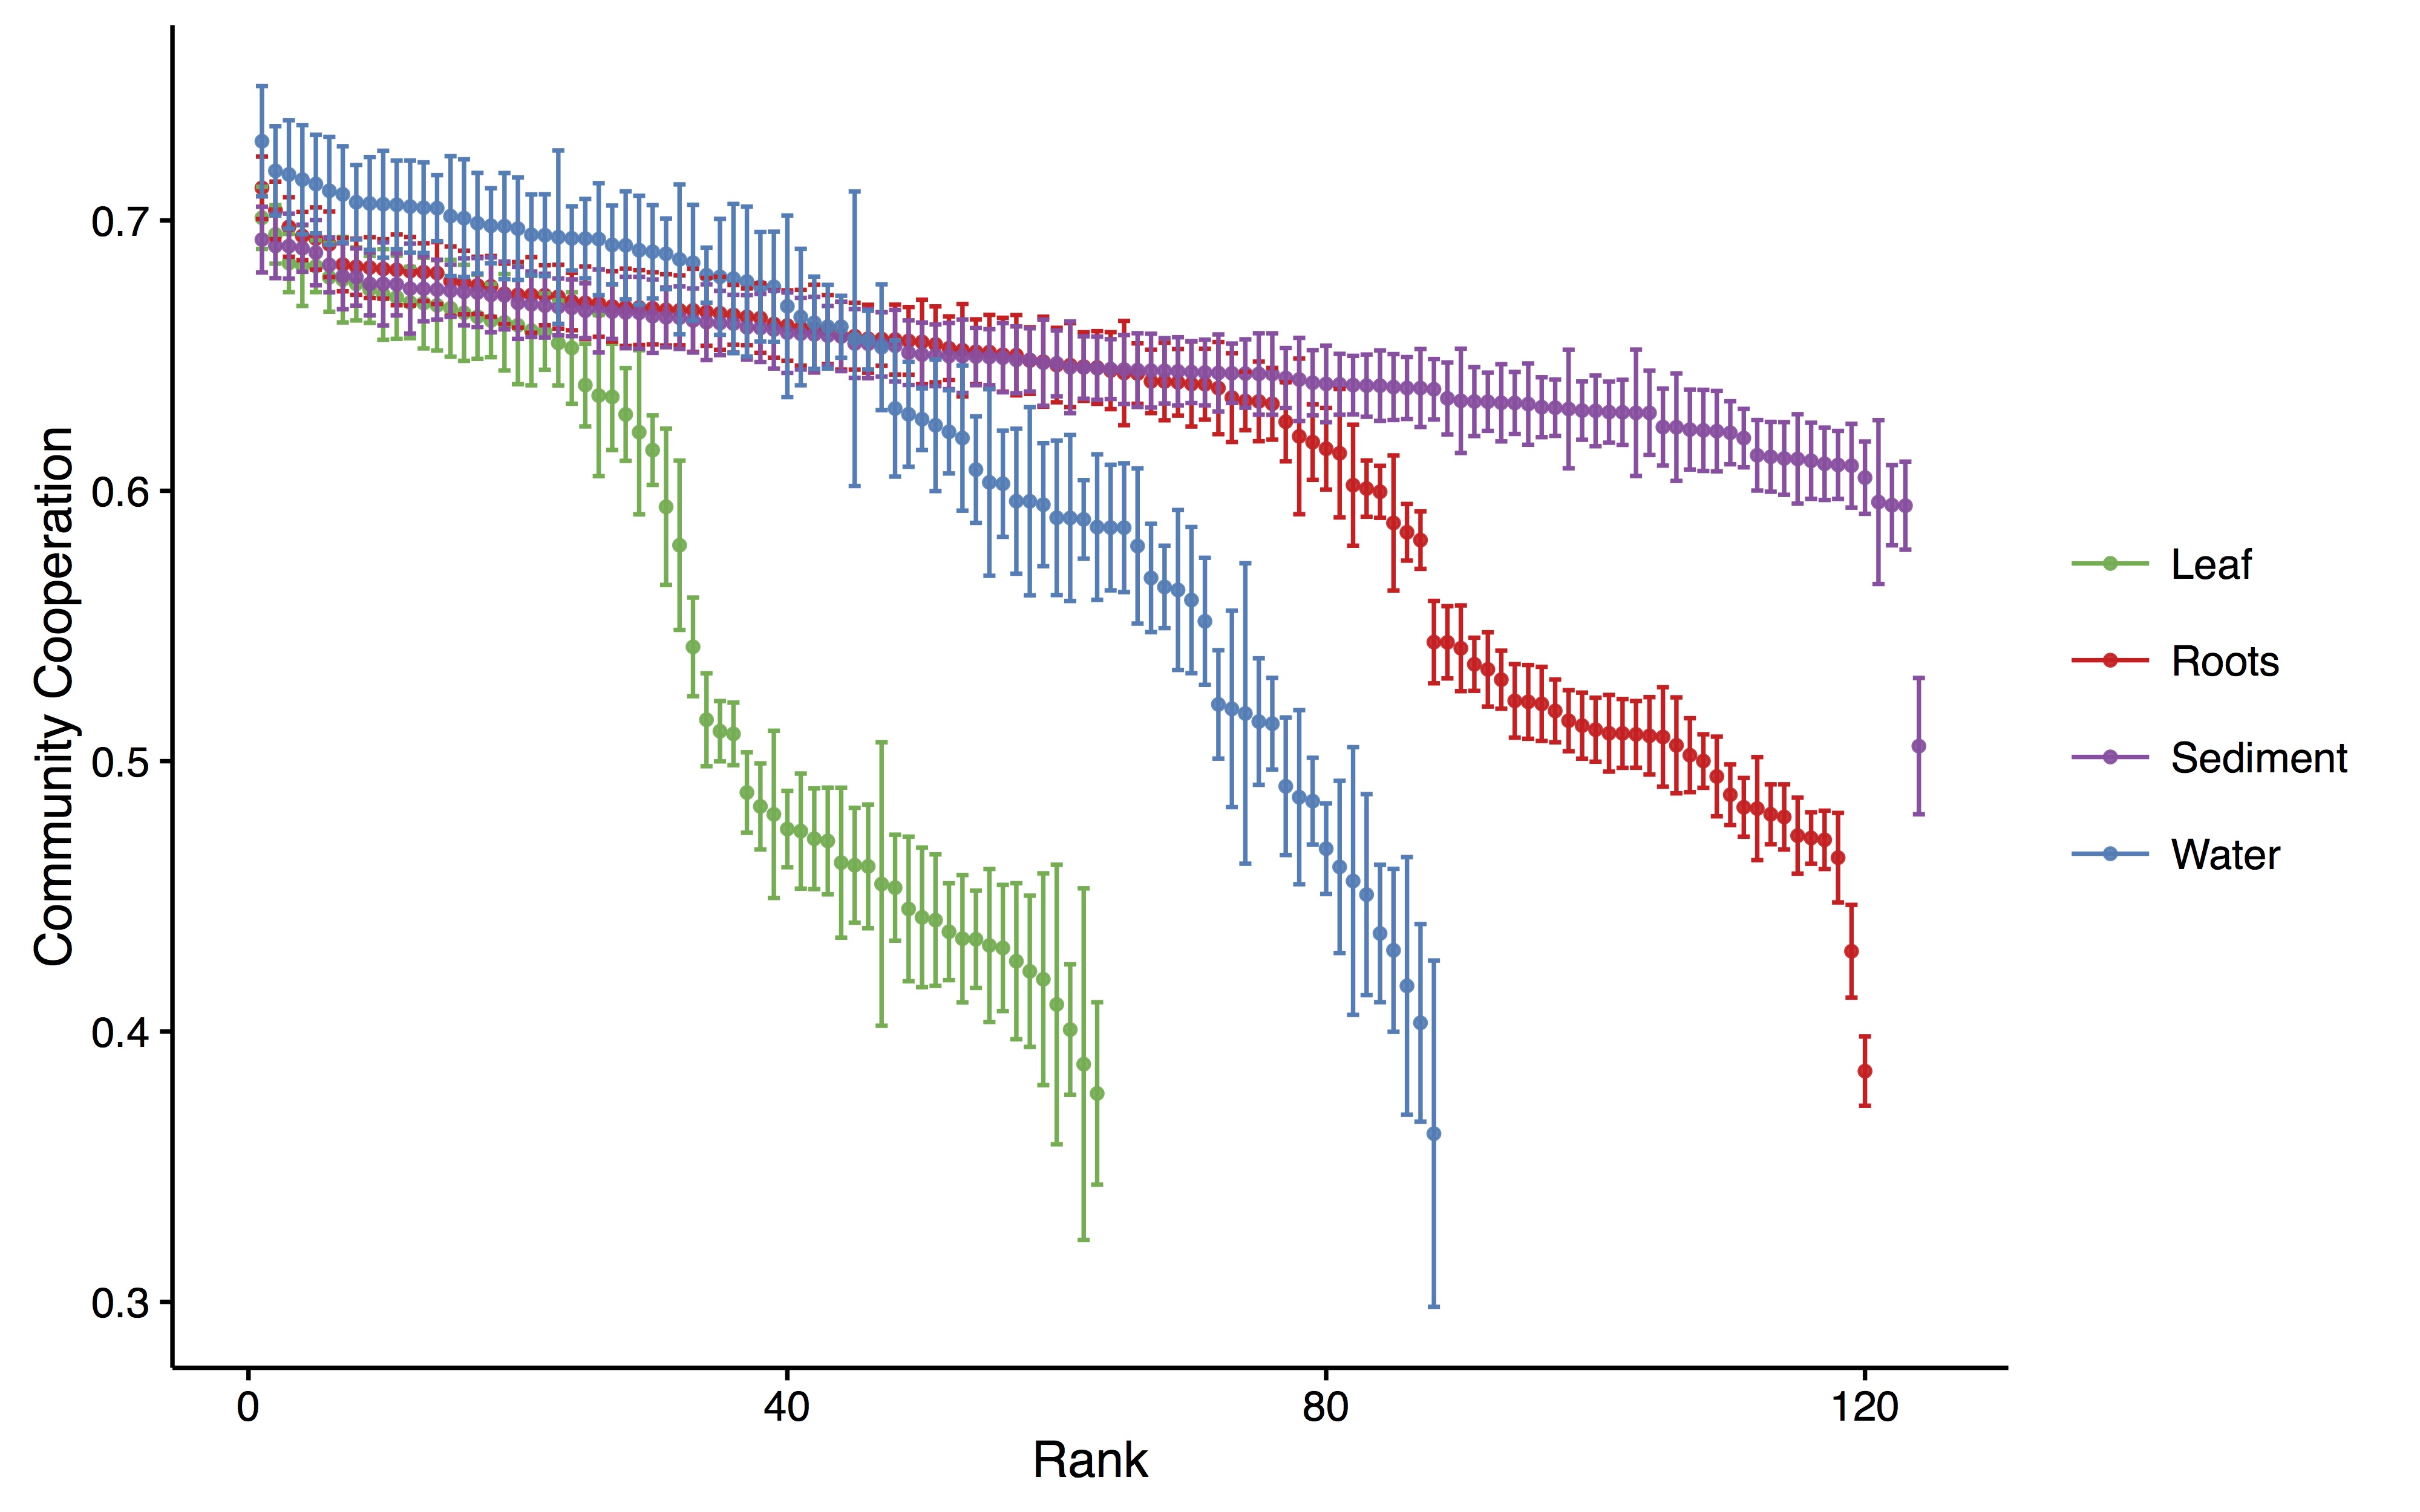 0.7
0.6
0.5
0.4
0.3
Community Cooperation
0 40 80 120
Rank
Leaf
Roots
Sediment
Water